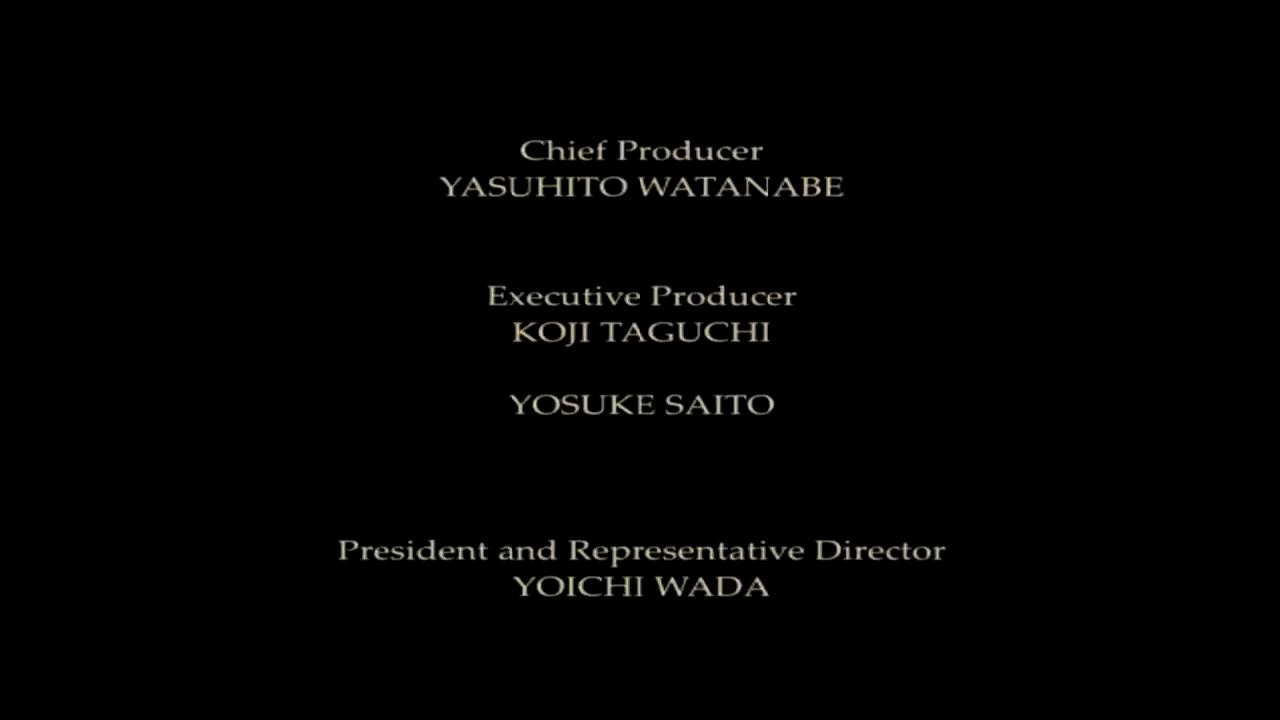 Chief Producer
YASUHITO WATANABE
Executive Producer
KOJI TAGUCHI
YOSUKE SAITO
President and Representative Director
YOICHI WADA